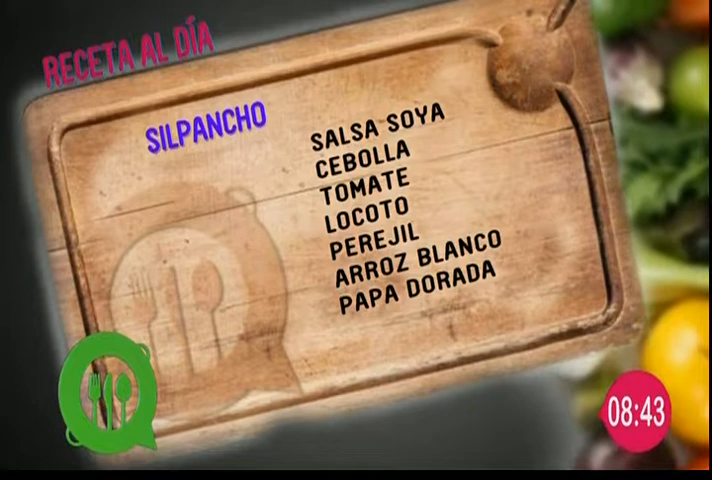 RECETA AL DÍA
SILPANCHO
SALSA SOYA
CEBOLLA
TOMATE
LOCOTO
PEREJIL
ARROZ BLANCO
PAPA DORADA
08:43